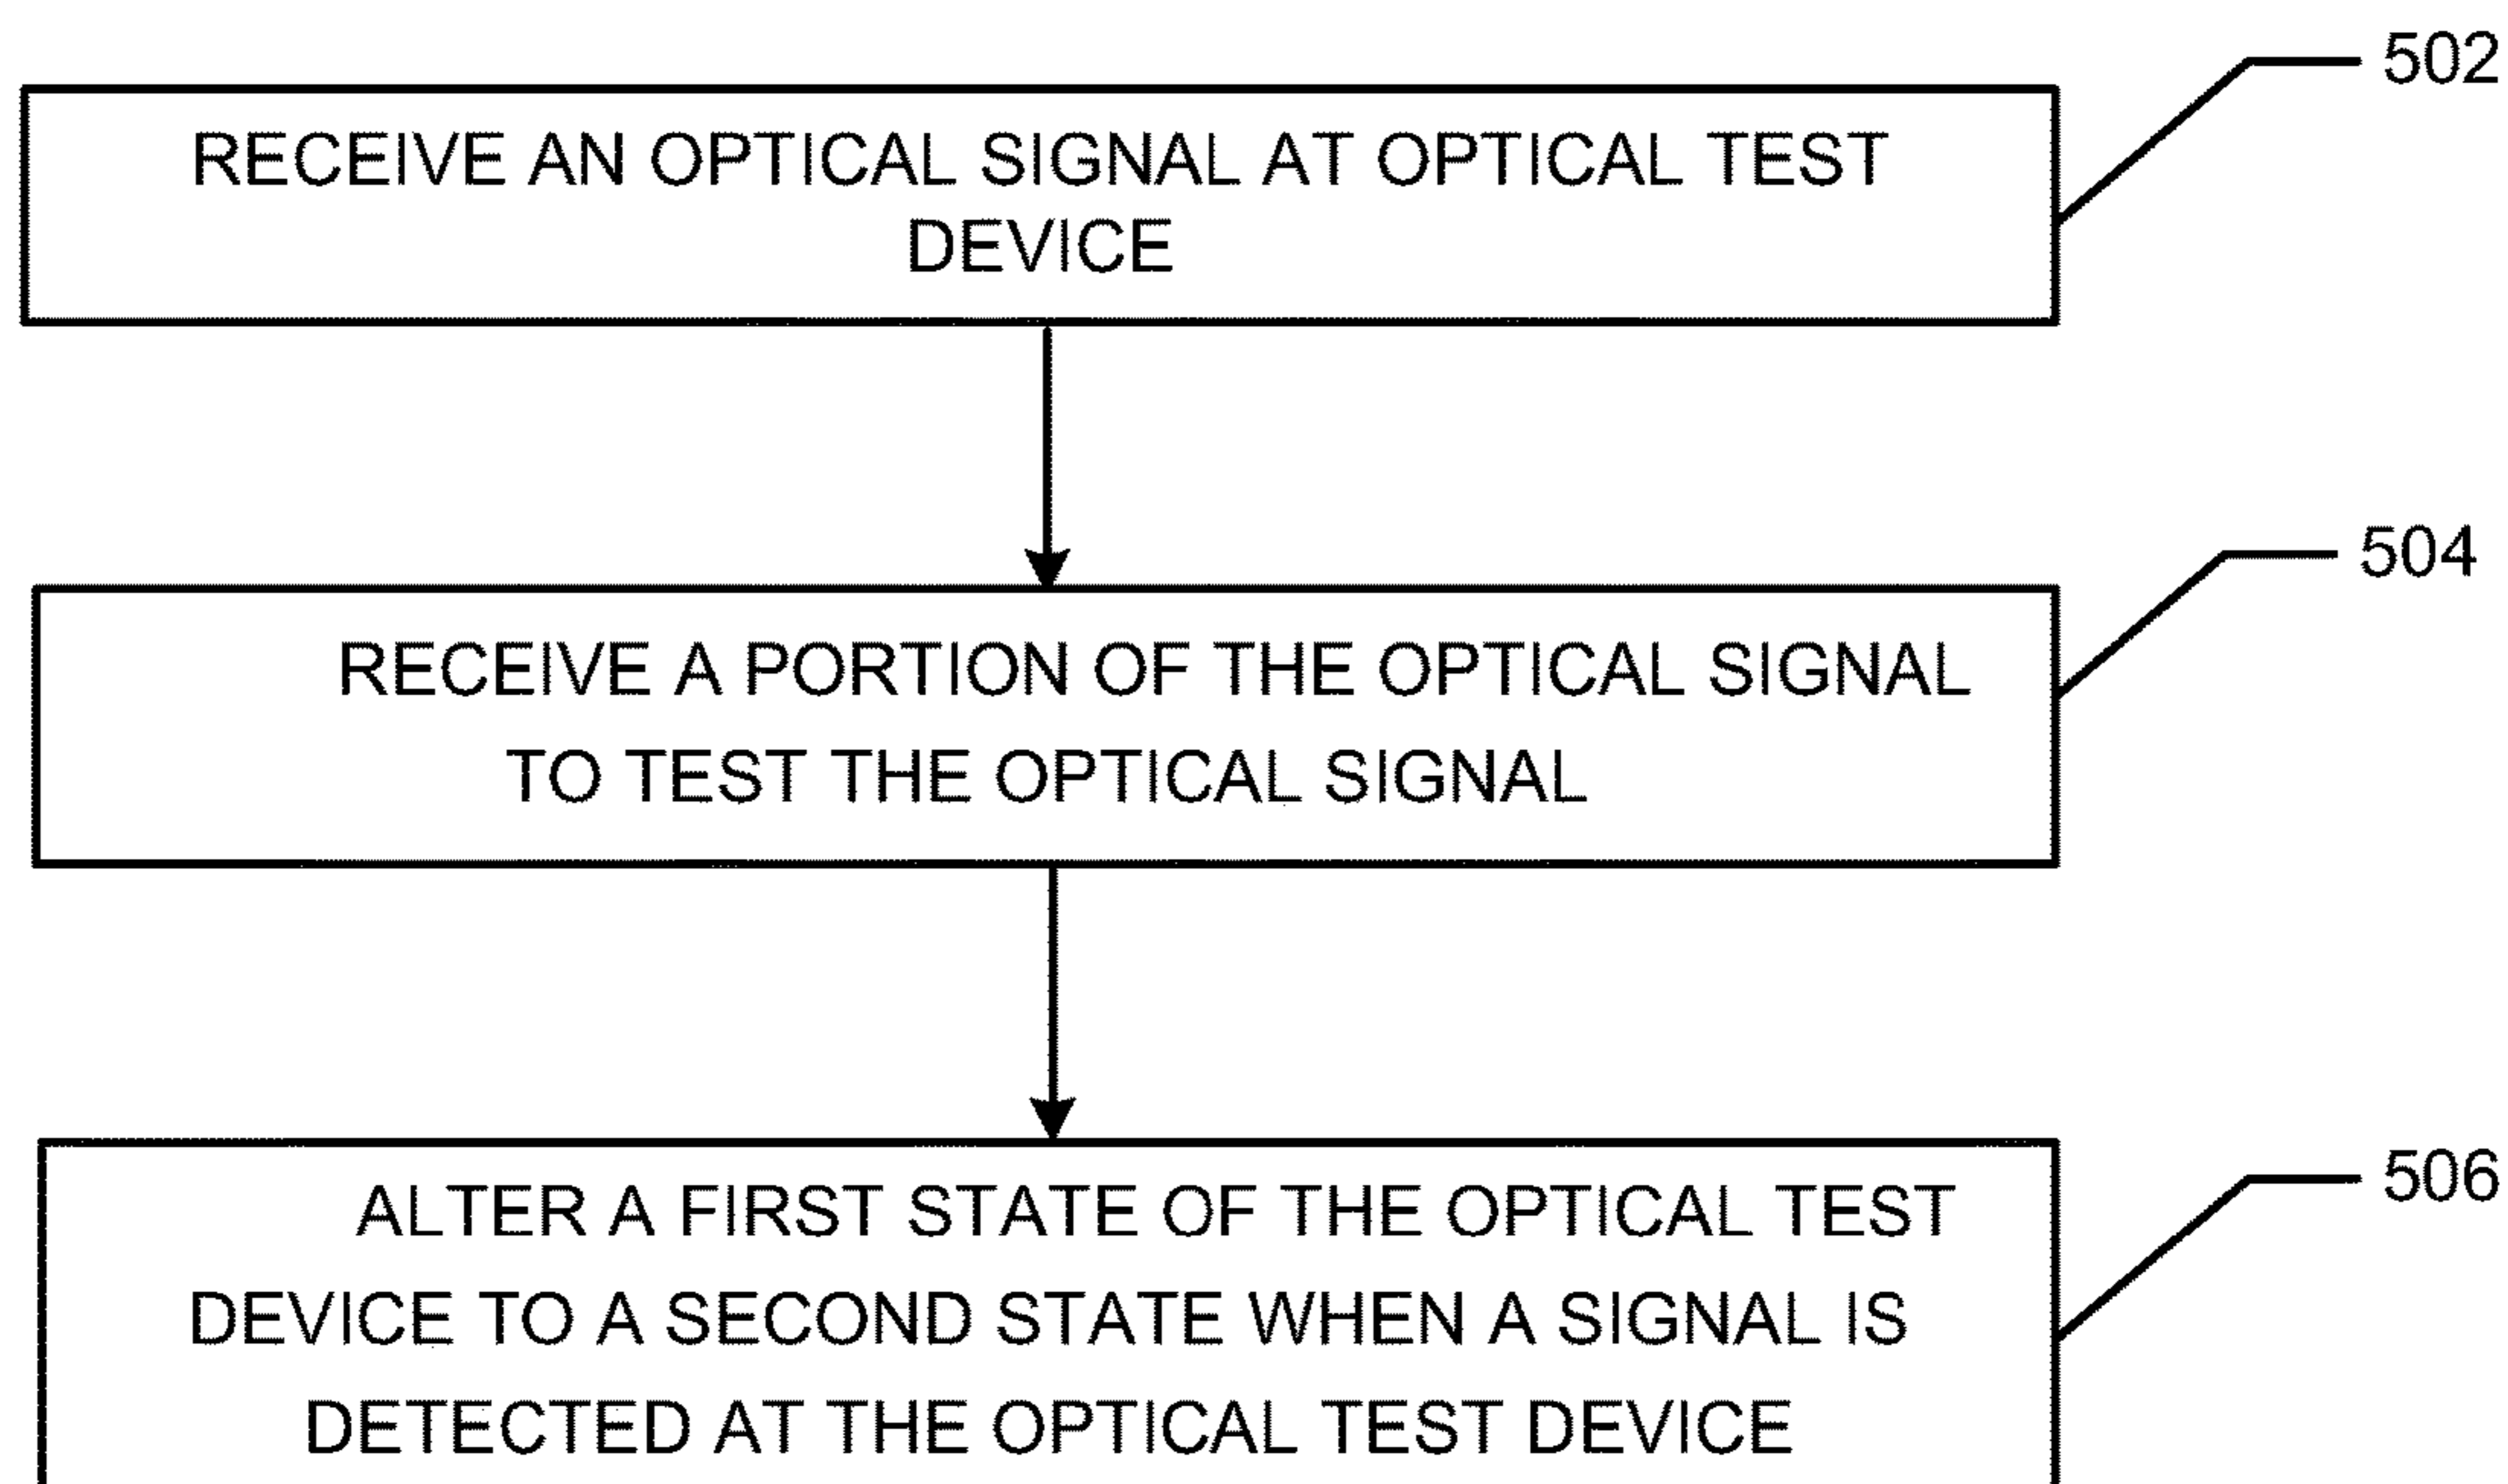 502
RECEIVE AN OPTICAL SIGNAL AT OPTICAL TEST
DEVICE
504
RECEIVE A PORTION OF THE OPTICAL SIGNAL
TO TEST THE OPTICAL SIGNAL
506
ALTER A FIRST STATE OF THE OPTICAL TEST
DEVICE TO A SECOND STATE WHEN A SIGNAL IS
DETECTED AT THE OPTICAL TEST DEVICE